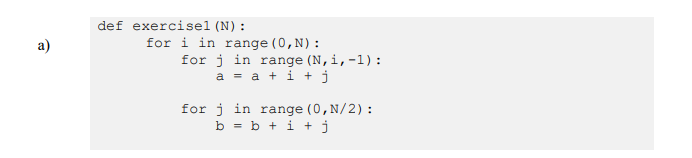 def exercise1(N):
a)
for i in range(0,N):
for j in range(N,i,-1):
a = a + i + j
for j in range(0,N/2):
b = b + i + j